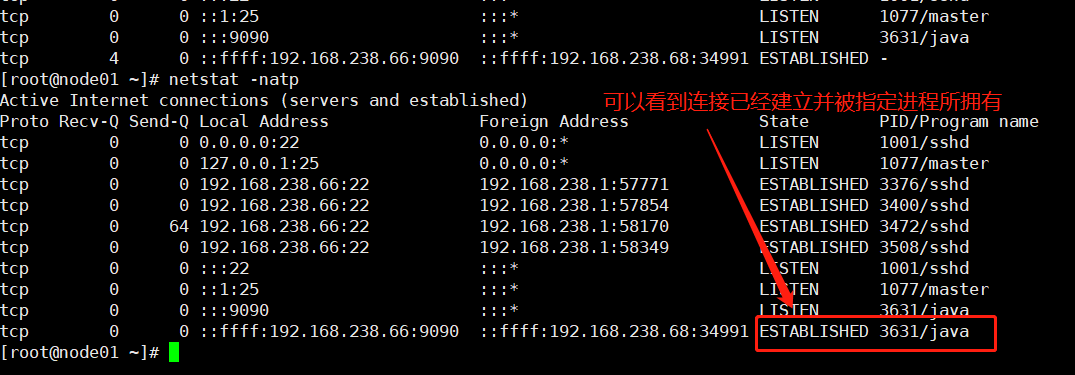 tcp 0 0 ::1:25 :::* LISTEN 1077/master
tcp 0 0 :::9090 :::* LISTEN 3631/java
tcp 4 0 ::ffff:192.168.238.66:9090 ::ffff:192.168.238.68:34991 ESTABLISHED -
[root@node01 ~]# netstat -natp
Active Internet connections (servers and established)
可以看到连接已经建立并被指定进程所拥有
Proto Recv-Q Send-Q Local Address Foreign Address State PID/Program name
tcp 0 0 0.0.0.0:22 0.0.0.0:* LISTEN 1001/sshd
tcp 0 0 127.0.0.1:25 0.0.0.0:* LISTEN 1077/master
tcp 0 0 192.168.238.66:22 192.168.238.1:57771 ESTABLISHED 3376/sshd
tcp 0 0 192.168.238.66:22 192.168.238.1:57854 ESTABLISHED 3400/sshd
tcp 0 64 192.168.238.66:22 192.168.238.1:58170 ESTABLISHED 3472/sshd
tcp 0 0 192.168.238.66:22 192.168.238.1:58349 ESTABLISHED 3508/sshd
tcp 0 0 :::22 :::* LISTEN 1001/sshd
tcp 0 0 ::1:25 :::* LISTEN 1077/master
tcp 0 0 :::9090 :::* LISTEN 3631/java
tcp 0 0 ::ffff:192.168.238.66:9090 ::ffff:192.168.238.68:34991 ESTABLISHED 3631/java
[root@node01 ~]#